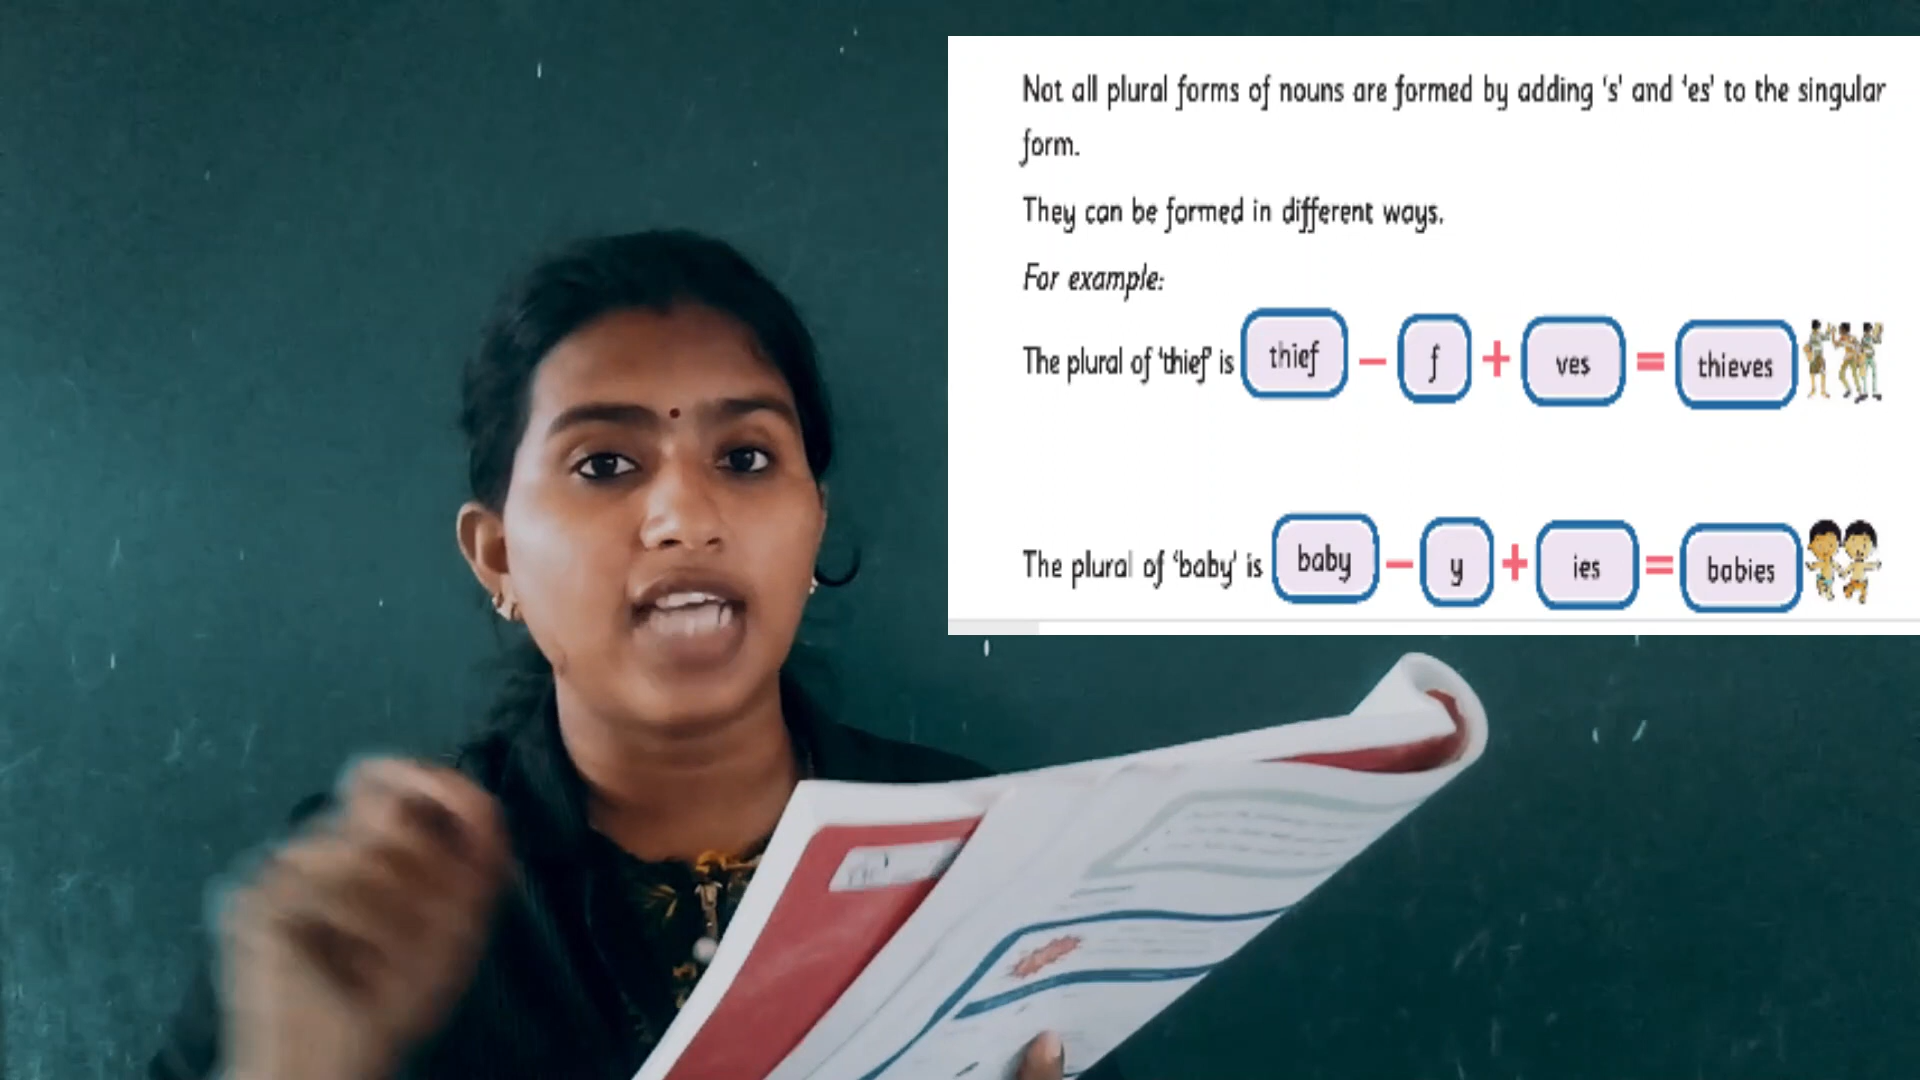 Not all plural forms of nouns are formed by adding 's' and 'es' to the singular
form.
They can be formed in different ways.
For example:
The plural of 'thief' is thief − f + ves = thieves
The plural of 'baby' is baby − y + ies = babies